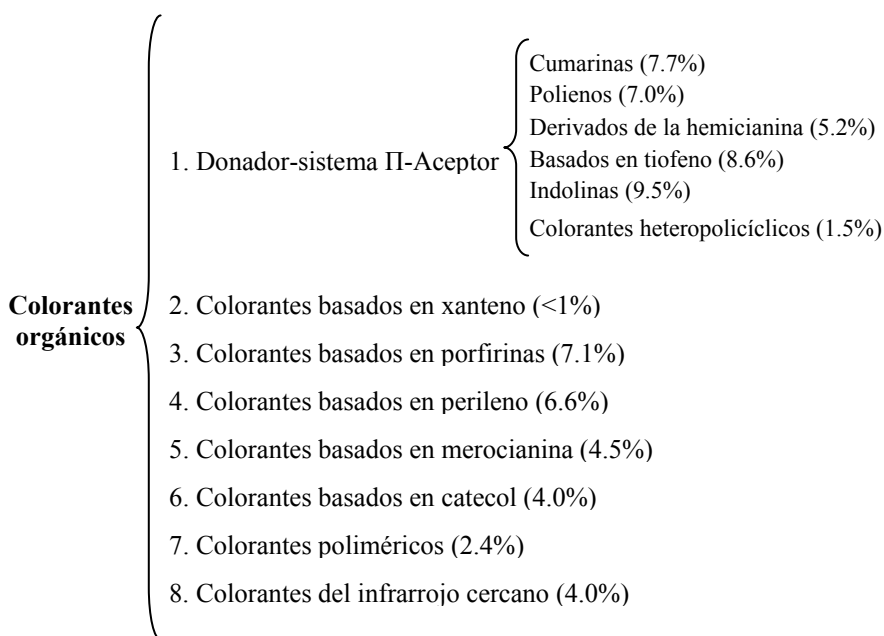 Colorantes
orgánicos
1. Donador-sistema Π-Aceptor
Cumarinas (7.7%)
Polienos (7.0%)
Derivados de la hemicianina (5.2%)
Basados en tiofeno (8.6%)
Indolinas (9.5%)
Colorantes heteropolicíclicos (1.5%)
2. Colorantes basados en xanteno (<1%)
3. Colorantes basados en porfirinas (7.1%)
4. Colorantes basados en perileno (6.6%)
5. Colorantes basados en merocianina (4.5%)
6. Colorantes basados en catecol (4.0%)
7. Colorantes poliméricos (2.4%)
8. Colorantes del infrarrojo cercano (4.0%)